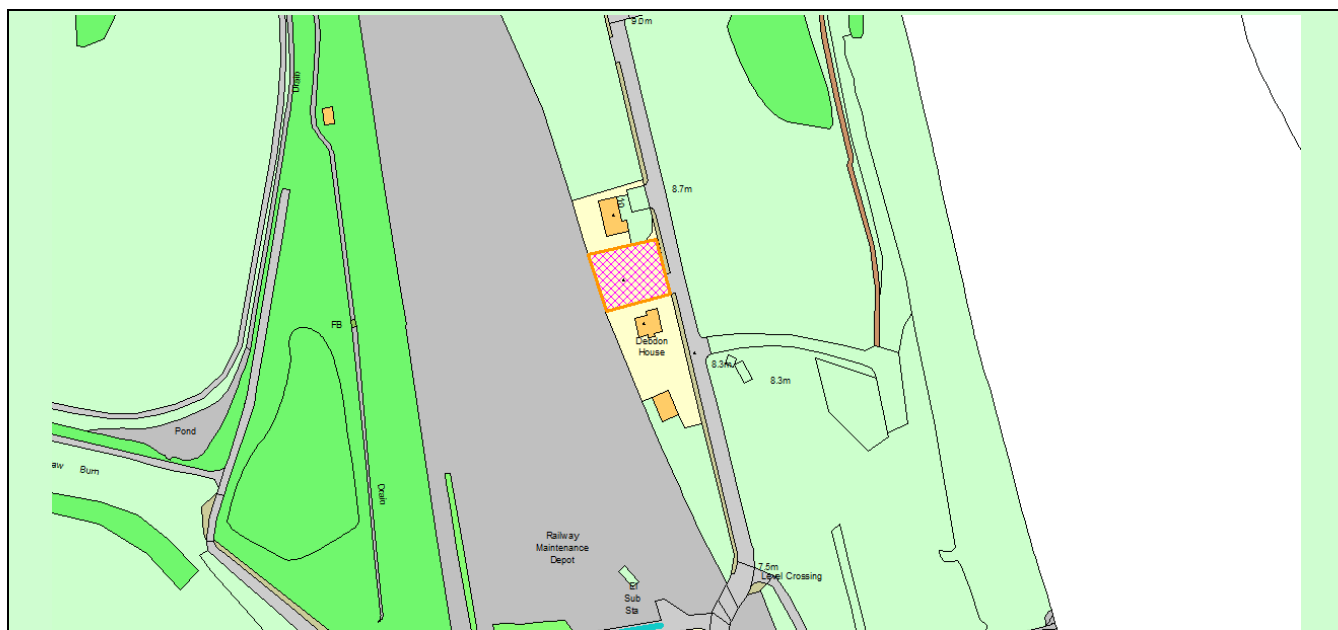 9.0m
Drain
8.7m
10
FB
Debdon
House
8.3m
8.3m
Pond
aw Burn
Drain
Railway
Maintenance
Depot
7.5m
Level Crossing
El
Sub
Sta